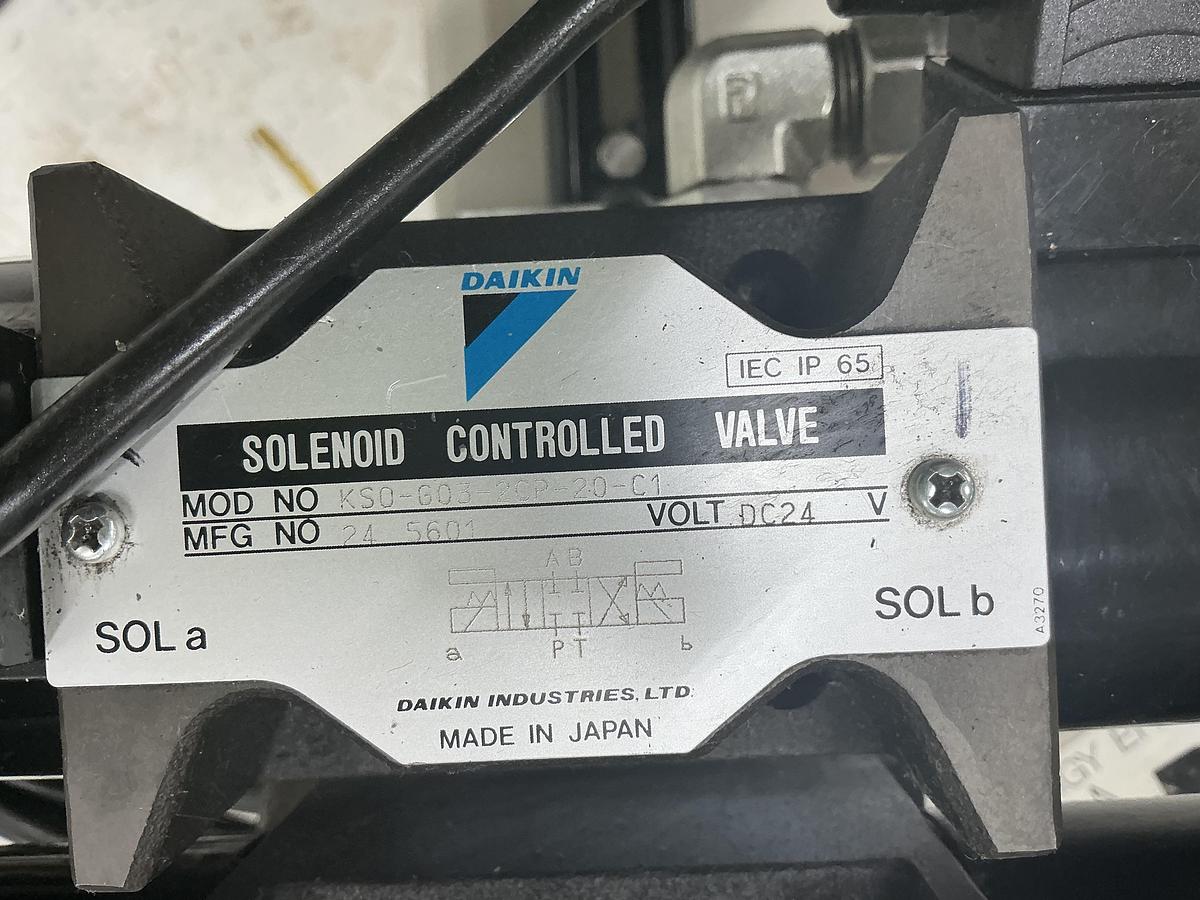 DAIKIN
IEC IP 65
SOLENOID CONTROLLED VALVE
MOD NO KSO-G03-2CP-20-C1
MFG NO 24 5601 VOLT DC24 V
A B
P T
a b
SOL a SOL b
A3270
DAIKIN INDUSTRIES, LTD.
MADE IN JAPAN